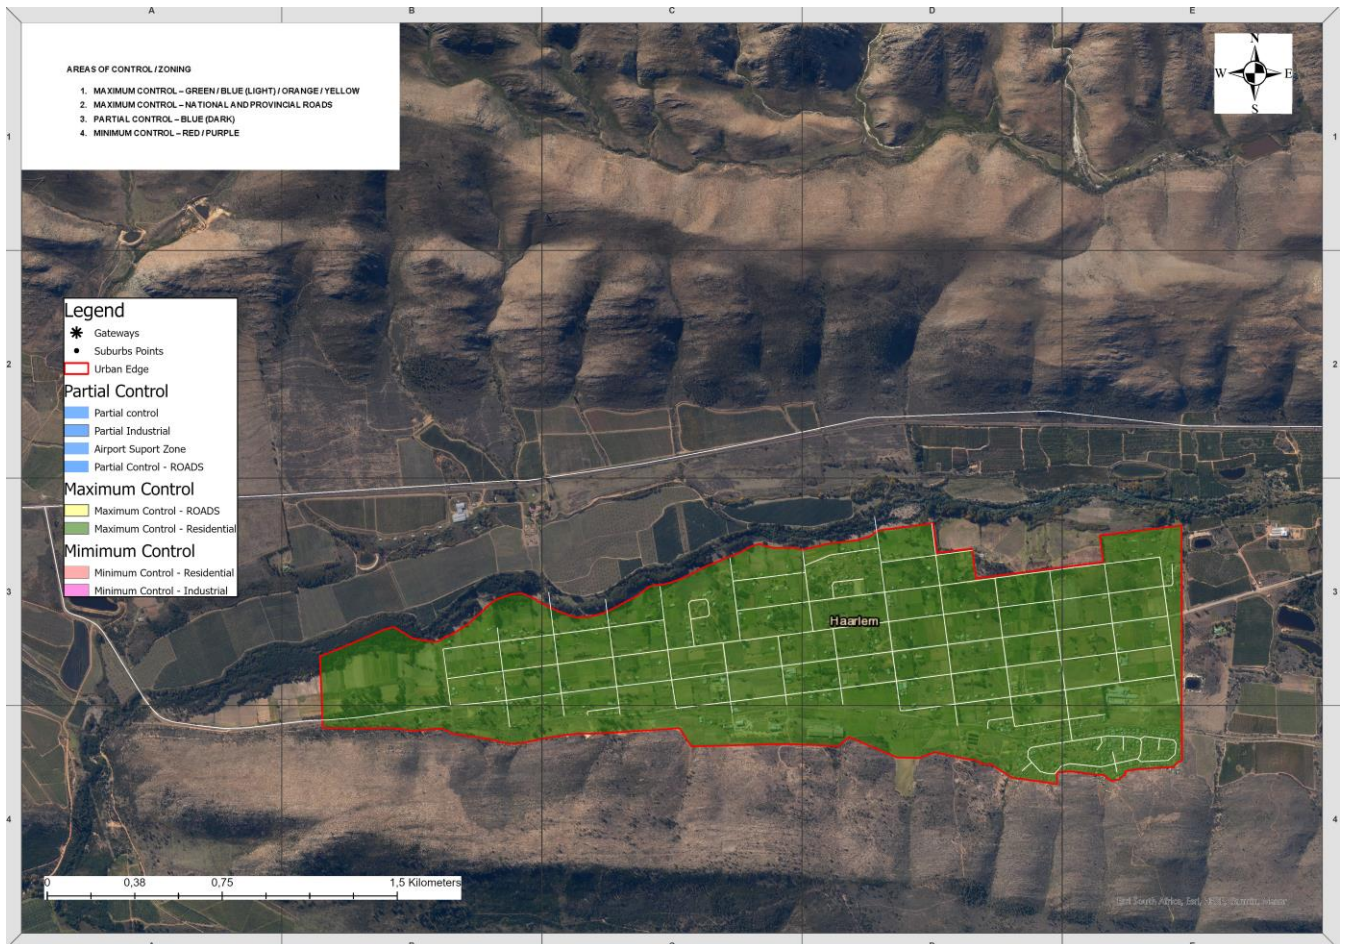 A B C D E
AREAS OF CONTROL / ZONING
1. MAXIMUM CONTROL – GREEN / BLUE (LIGHT) / ORANGE / YELLOW
2. MAXIMUM CONTROL – NATIONAL AND PROVINCIAL ROADS
3. PARTIAL CONTROL – BLUE (DARK)
4. MINIMUM CONTROL – RED / PURPLE
N
W E
S
1 1
Legend
Gateways
Suburbs Points
Urban Edge
2 2
Partial Control
Partial control
Partial Industrial
Airport Suport Zone
Partial Control - ROADS
Maximum Control
Maximum Control - ROADS
Maximum Control - Residential
Mimimum Control
Minimum Control - Residential
Minimum Control - Industrial
3 3
Haarlem
4 4
0 0,38 0,75 1,5 Kilometers
Esri South Africa, Esri,
A B C D E